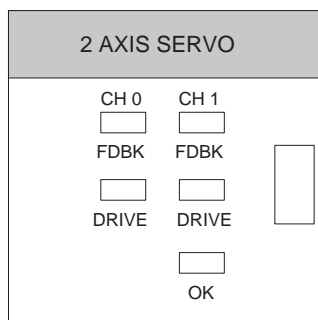 2 AXIS SERVO
CH 0 CH 1
FDBK FDBK
DRIVE DRIVE
OK